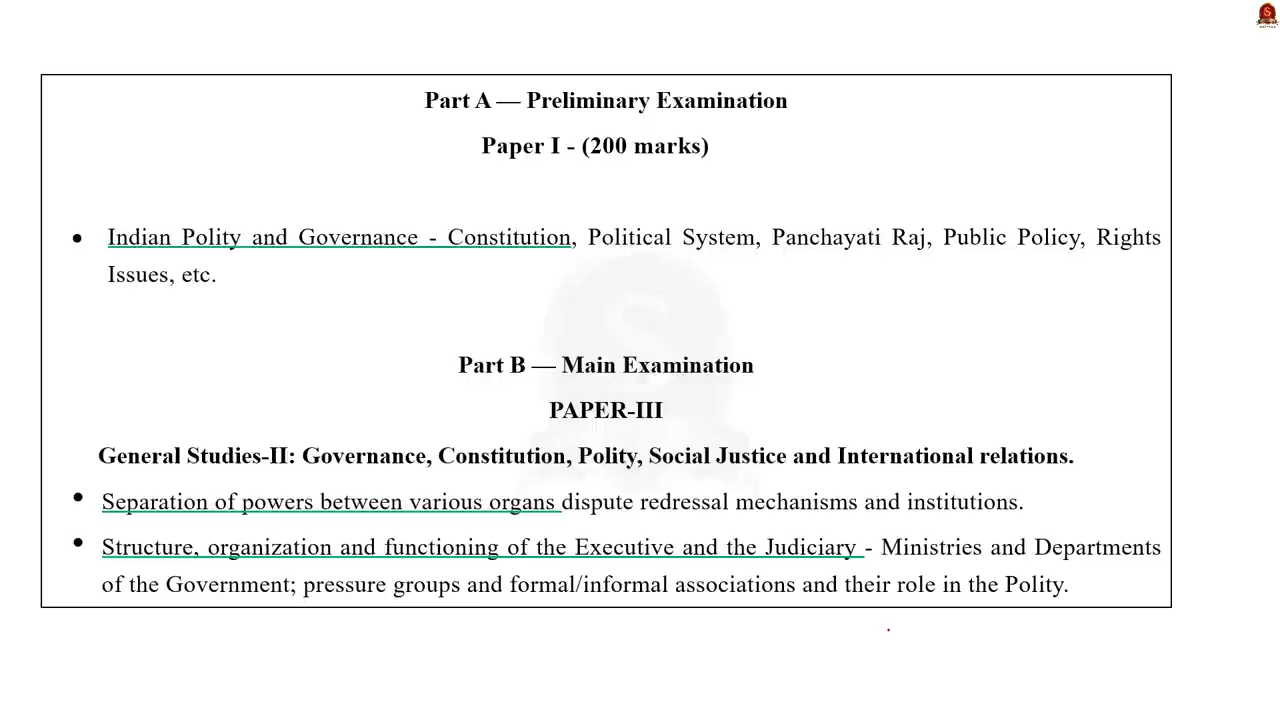 Part A — Preliminary Examination
Paper I - (200 marks)
• Indian Polity and Governance - Constitution, Political System, Panchayati Raj, Public Policy, Rights
Issues, etc.
Part B — Main Examination
PAPER-III
General Studies-II: Governance, Constitution, Polity, Social Justice and International relations.
• Separation of powers between various organs dispute redressal mechanisms and institutions.
• Structure, organization and functioning of the Executive and the Judiciary - Ministries and Departments
of the Government; pressure groups and formal/informal associations and their role in the Polity.